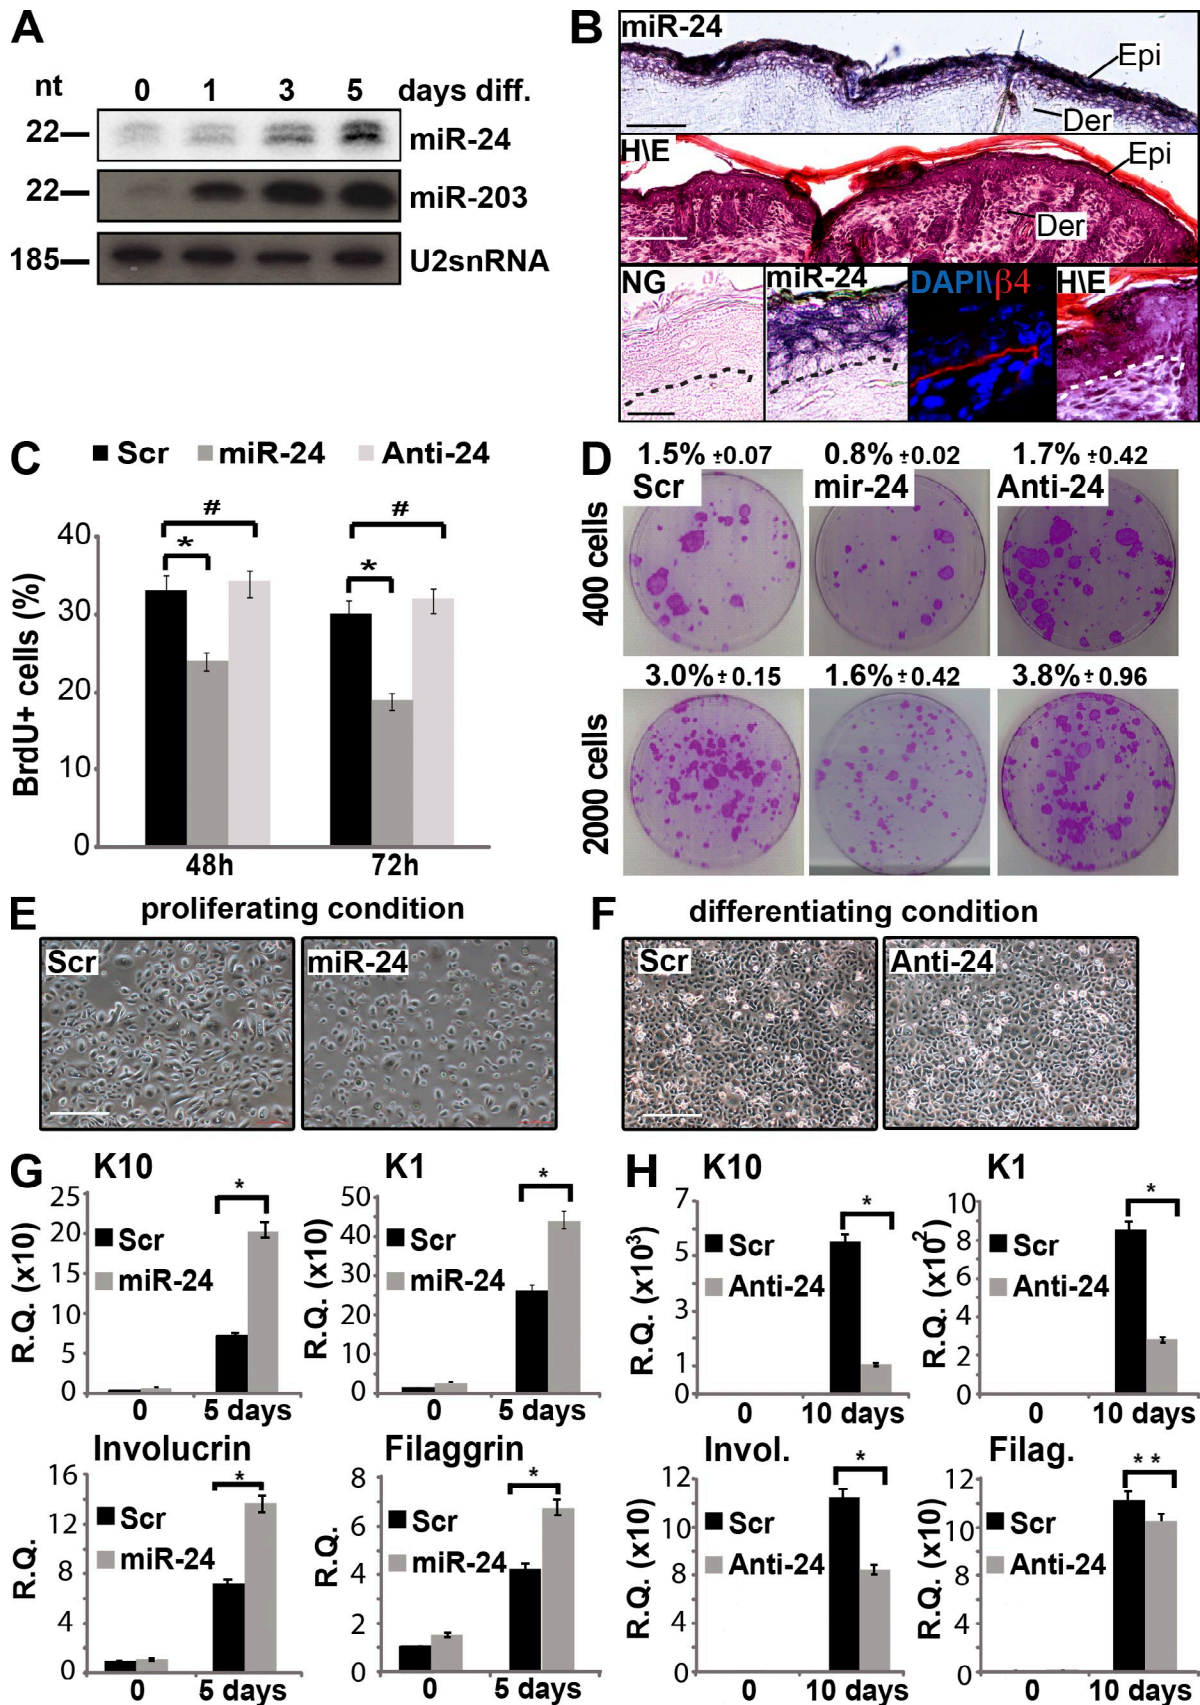 A
nt 0 1 3 5 days diff.
22 miR-24
22 miR-203
185 U2snRNA
B
miR-24
Epi
Der
H\E
Epi
Der
NG miR-24 DAPI\β4 H\E
C
Scr miR-24 Anti-24
# #
* *
BrdU+ cells (%)
40
30
20
10
0
48h 72h
D
1.5% ±0.07 0.8% ±0.02 1.7% ±0.42
Scr mir-24 Anti-24
400 cells
3.0% ±0.15 1.6% ±0.42 3.8% ±0.96
2000 cells
E proliferating condition
Scr miR-24
F differentiating condition
Scr Anti-24
G
K10
R.Q. (x10)
25
20
15
10
5
0
Scr
miR-24
*
0 5 days
K1
R.Q. (x10)
50
40
30
20
10
0
Scr
miR-24
*
0 5 days
Involucrin
R.Q.
16
12
8
4
0
Scr
miR-24
*
0 5 days
Filaggrin
R.Q.
8
6
4
2
0
Scr
miR-24
*
0 5 days
H
K10
R.Q. (x10³)
7
5
3
1
0
Scr
Anti-24
*
0 10 days
K1
R.Q. (x10²)
10
8
6
4
2
0
Scr
Anti-24
*
0 10 days
Invol.
R.Q. (x10)
12
10
8
4
0
Scr
Anti-24
*
0 10 days
Filag.
R.Q. (x10)
12
10
8
4
0
Scr
Anti-24
**
0 10 days